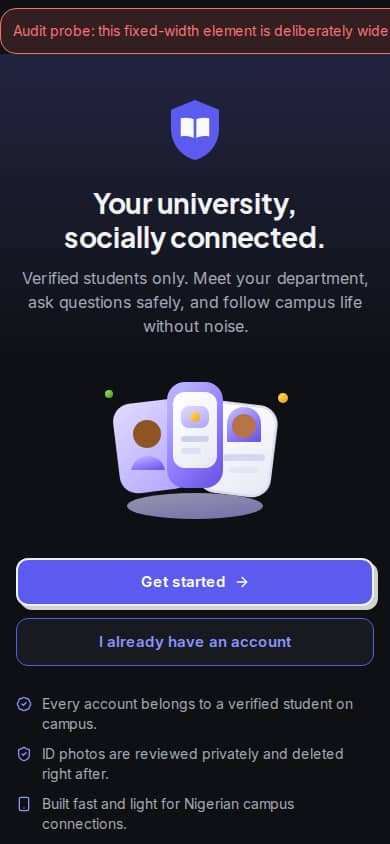 Audit probe: this fixed-width element is deliberately wide
Your university,
socially connected.
Verified students only. Meet your department,
ask questions safely, and follow campus life
without noise.
Get started
I already have an account
Every account belongs to a verified student on
campus.
ID photos are reviewed privately and deleted
right after.
Built fast and light for Nigerian campus
connections.